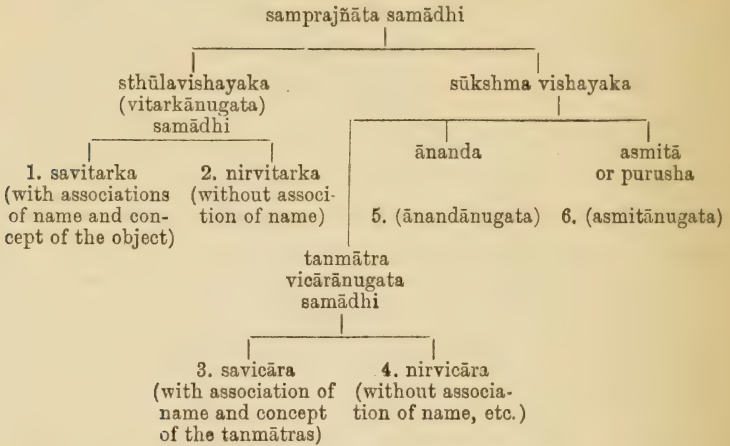 samprajñāta samādhi
sthūlavishayaka
(vitarkānugata)
samādhi
sūkshma vishayaka
1. savitarka
(with associations
of name and con-
cept of the object)
2. nirvitarka
(without associ-
tion of name)
ānanda
5. (ānandānugata)
asmitā
or purusha
6. (asmitānugata)
tanmātra
vicārānugata
samādhi
3. savicāra
(with association of
name and concept
of the tanmātras)
4. nirvicāra
(without associa-
tion of name, etc.)